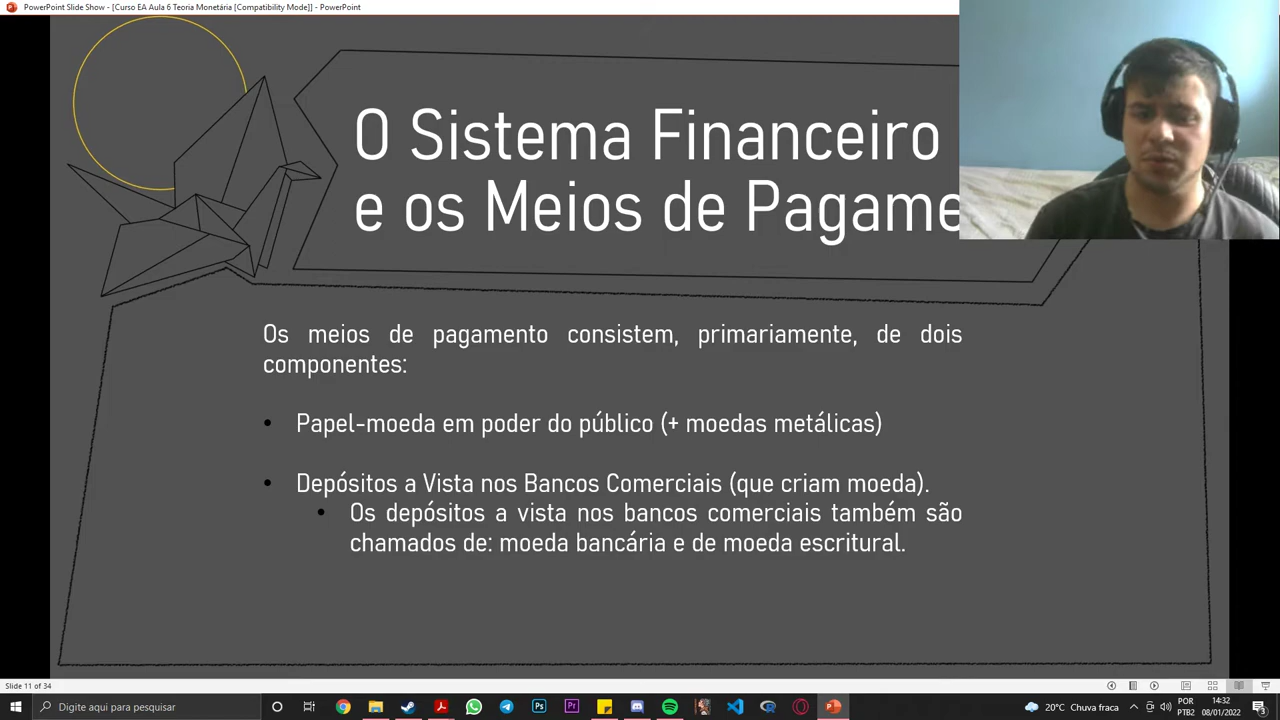 PowerPoint Slide Show - [Curso EA Aula 6 Teoria Monetária [Compatibility Mode]] - PowerPoint
O Sistema Financeiro
e os Meios de Pagame
Os meios de pagamento consistem, primariamente, de dois
componentes:
• Papel-moeda em poder do público (+ moedas metálicas)
• Depósitos a Vista nos Bancos Comerciais (que criam moeda).
• Os depósitos a vista nos bancos comerciais também são
chamados de: moeda bancária e de moeda escritural.
Slide 11 of 34
Digite aqui para pesquisar
Ps
Pr
R
20°C Chuva fraca
POR
PTB2
14:32
08/01/2022
3